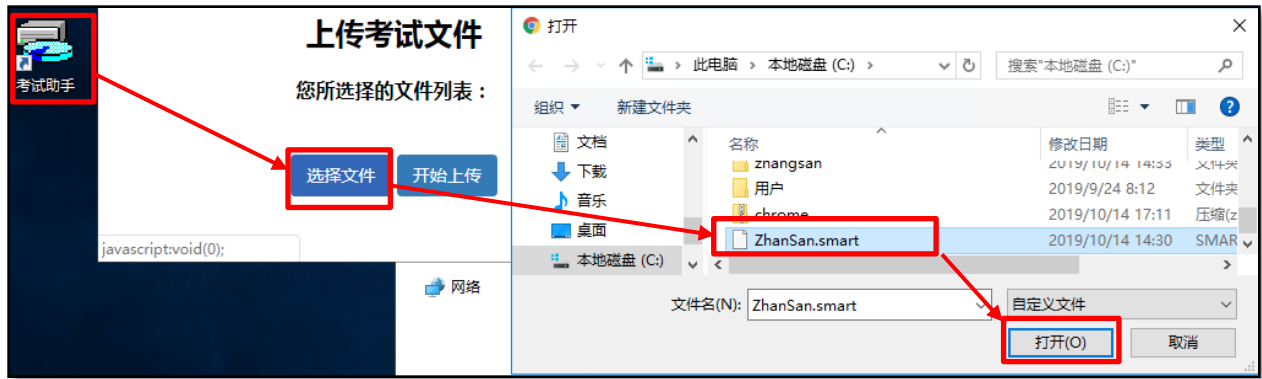 考试助手
上传考试文件
您所选择的文件列表：
选择文件
开始上传
javascript:void(0);
网络
打开
此电脑 › 本地磁盘 (C:) ›
搜索"本地磁盘 (C:)"
组织
新建文件夹
文档
下载
音乐
桌面
本地磁盘 (C:)
名称 修改日期 类型
zhangsan 2019/10/14 14:33 文件夹
用户 2019/9/24 8:12 文件夹
chrome 2019/10/14 17:11 压缩(z
ZhanSan.smart 2019/10/14 14:30 SMAR
文件名(N): ZhanSan.smart
自定义文件
打开(O)
取消